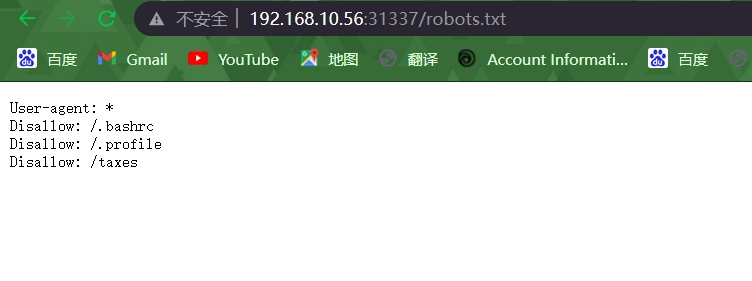 不安全 | 192.168.10.56:31337/robots.txt
百度 Gmail YouTube 地图 翻译 Account Informati... 百度
User-agent: *
Disallow: /.bashrc
Disallow: /.profile
Disallow: /taxes